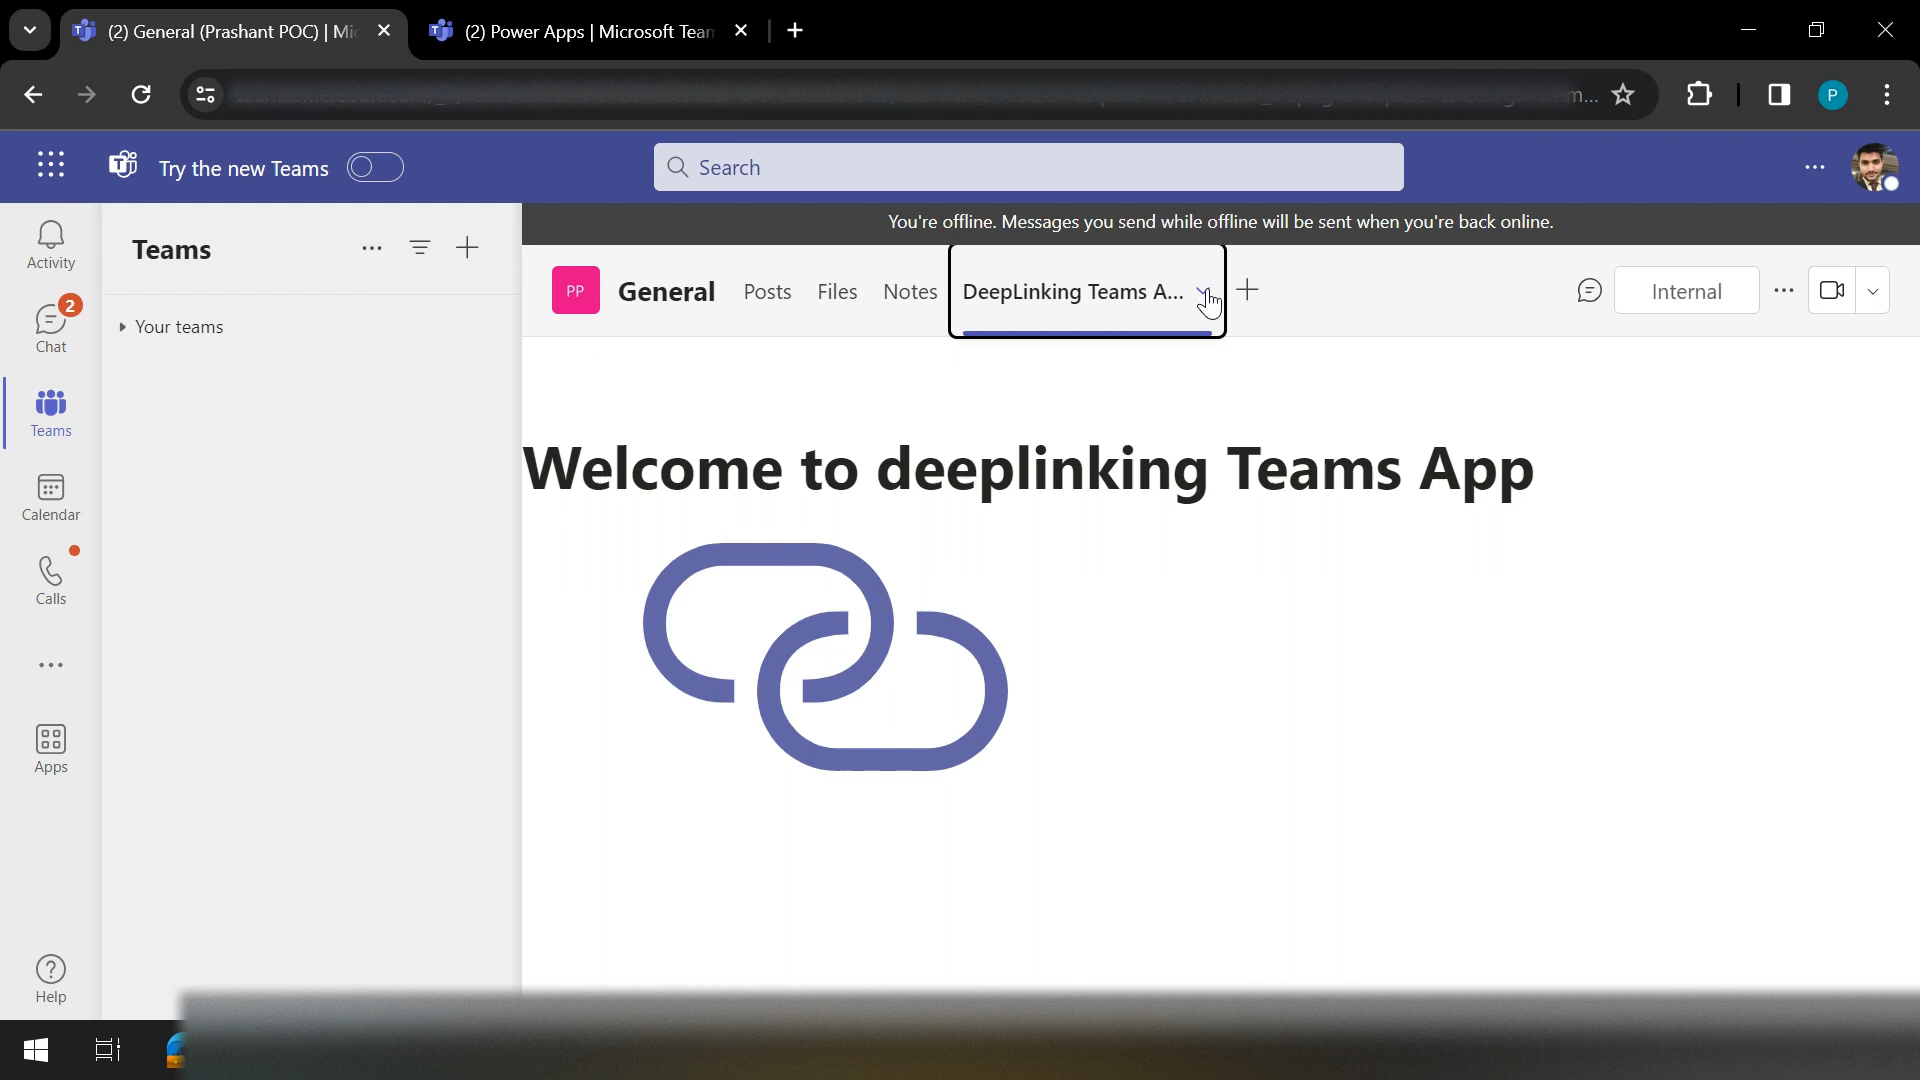 (2) General (Prashant POC) | Mi
(2) Power Apps | Microsoft Tear
P
Try the new Teams
Search
You're offline. Messages you send while offline will be sent when you're back online.
Activity
Teams
PP
General
Posts
Files
Notes
DeepLinking Teams A...
Internal
2
Chat
Your teams
Teams
Welcome to deeplinking Teams App
Calendar
Calls
Apps
Help